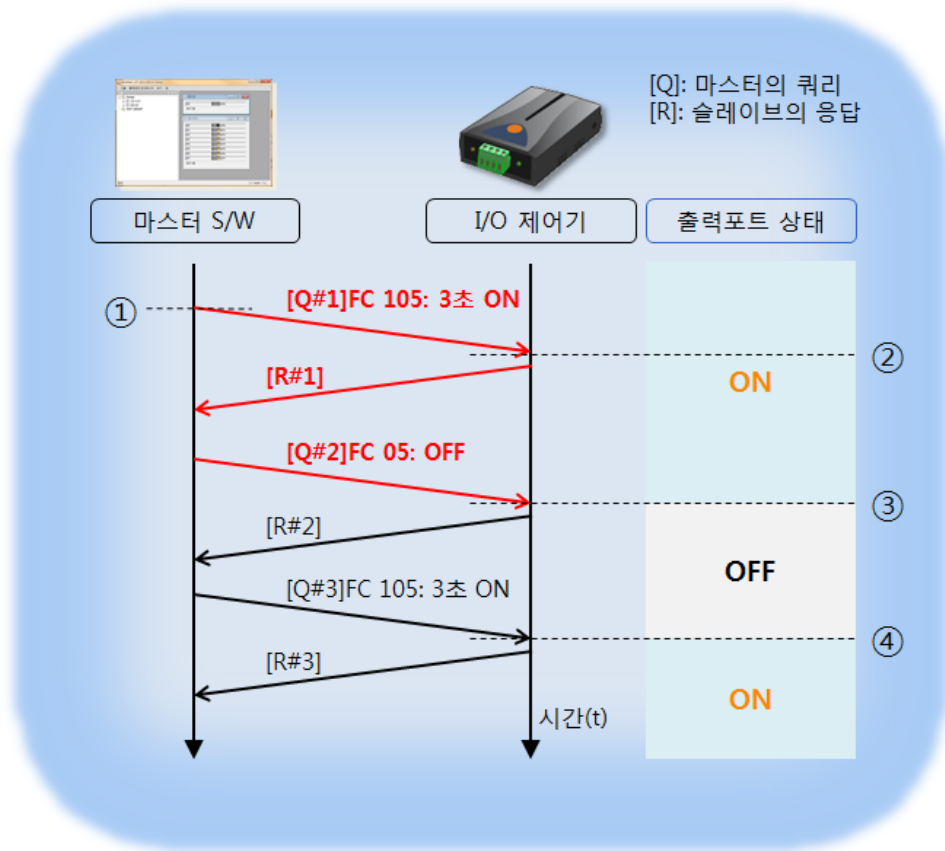 [Q]: 마스터의 쿼리
[R]: 슬레이브의 응답
마스터 S/W
I/O 제어기
출력포트 상태
①
[Q#1]FC 105: 3초 ON
②
[R#1]
ON
[Q#2]FC 05: OFF
③
[R#2]
OFF
[Q#3]FC 105: 3초 ON
④
[R#3]
ON
시간(t)